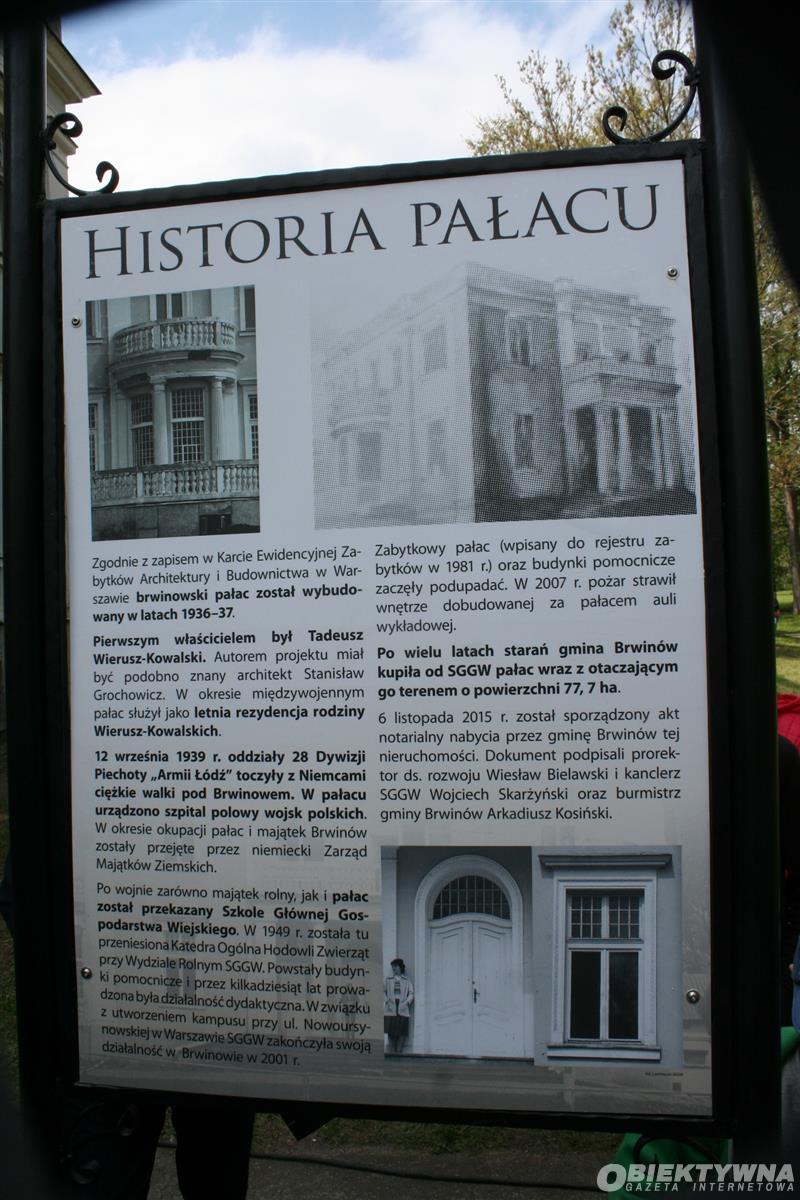 HISTORIA PAŁACU
Zgodnie z zapisem w Karcie Ewidencyjnej Za-
bytków Architektury i Budownictwa w War-
szawie brwinowski pałac został wybudo-
wany w latach 1936–37.
Pierwszym właścicielem był Tadeusz
Wierusz-Kowalski. Autorem projektu miał
być podobno znany architekt Stanisław
Grochowicz. W okresie międzywojennym
pałac służył jako letnia rezydencja rodziny
Wierusz-Kowalskich.
12 września 1939 r. oddziały 28 Dywizji
Piechoty „Armii Łódź” toczyły z Niemcami
ciężkie walki pod Brwinowem. W pałacu
urządzono szpital polowy wojsk polskich.
W okresie okupacji pałac i majątek Brwinów
zostały przejęte przez niemiecki Zarząd
Majątków Ziemskich.
Po wojnie zarówno majątek rolny, jak i pałac
został przekazany Szkole Głównej Gos-
podarstwa Wiejskiego. W 1949 r. została tu
przeniesiona Katedra Ogólna Hodowli Zwierząt
przy Wydziale Rolnym SGGW. Powstały budyn-
ki pomocnicze i przez kilkadziesiąt lat prowa-
dzona była działalność dydaktyczna. W związku
z utworzeniem kampusu przy ul. Nowoursy-
nowskiej w Warszawie SGGW zakończyła swoją
działalność w Brwinowie w 2001 r.
Zabytkowy pałac (wpisany do rejestru za-
bytków w 1981 r.) oraz budynki pomocnicze
zaczęły podupadać. W 2007 r. pożar strawił
wnętrze dobudowanej za pałacem auli
wykładowej.
Po wielu latach starań gmina Brwinów
kupiła od SGGW pałac wraz z otaczającym
go terenem o powierzchni 77, 7 ha.
6 listopada 2015 r. został sporządzony akt
notarialny nabycia przez gminę Brwinów tej
nieruchomości. Dokument podpisali prorek-
tor ds. rozwoju Wiesław Bielawski i kanclerz
SGGW Wojciech Skarżyński oraz burmistrz
gminy Brwinów Arkadiusz Kosiński.
OBIEKTYWNA
GAZETA INTERNETOWA